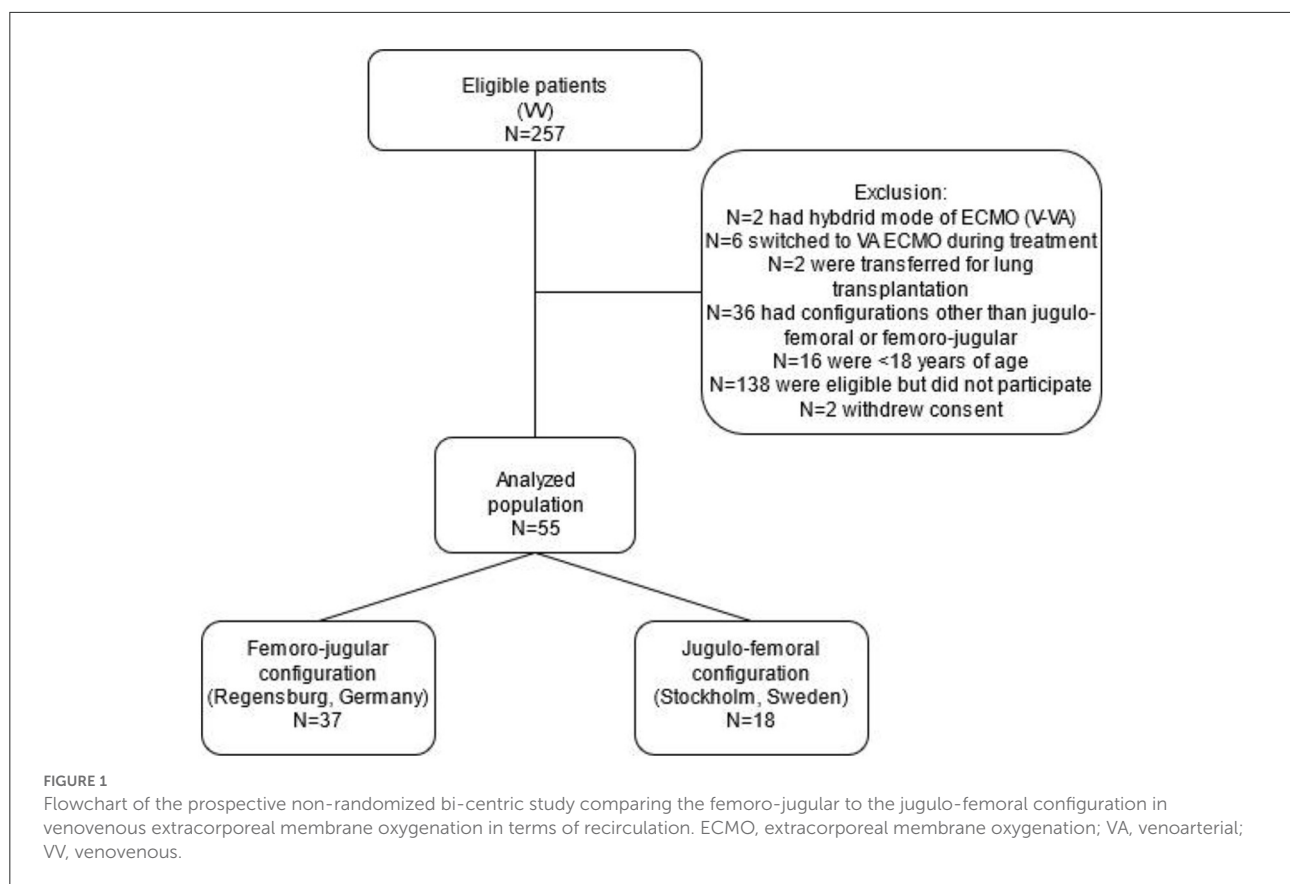 Eligible patients
(VV)
N=257
Exclusion:
N=2 had hybdrid mode of ECMO (V-VA)
N=6 switched to VA ECMO during treatment
N=2 were transferred for lung
transplantation
N=36 had configurations other than jugulo-
femoral or femoro-jugular
N=16 were <18 years of age
N=138 were eligible but did not participate
N=2 withdrew consent
Analyzed
population
N=55
Femoro-jugular
configuration
(Regensburg, Germany)
N=37
Jugulo-femoral
configuration
(Stockholm, Sweden)
N=18
FIGURE 1
Flowchart of the prospective non-randomized bi-centric study comparing the femoro-jugular to the jugulo-femoral configuration in
venovenous extracorporeal membrane oxygenation in terms of recirculation. ECMO, extracorporeal membrane oxygenation; VA, venoarterial;
VV, venovenous.